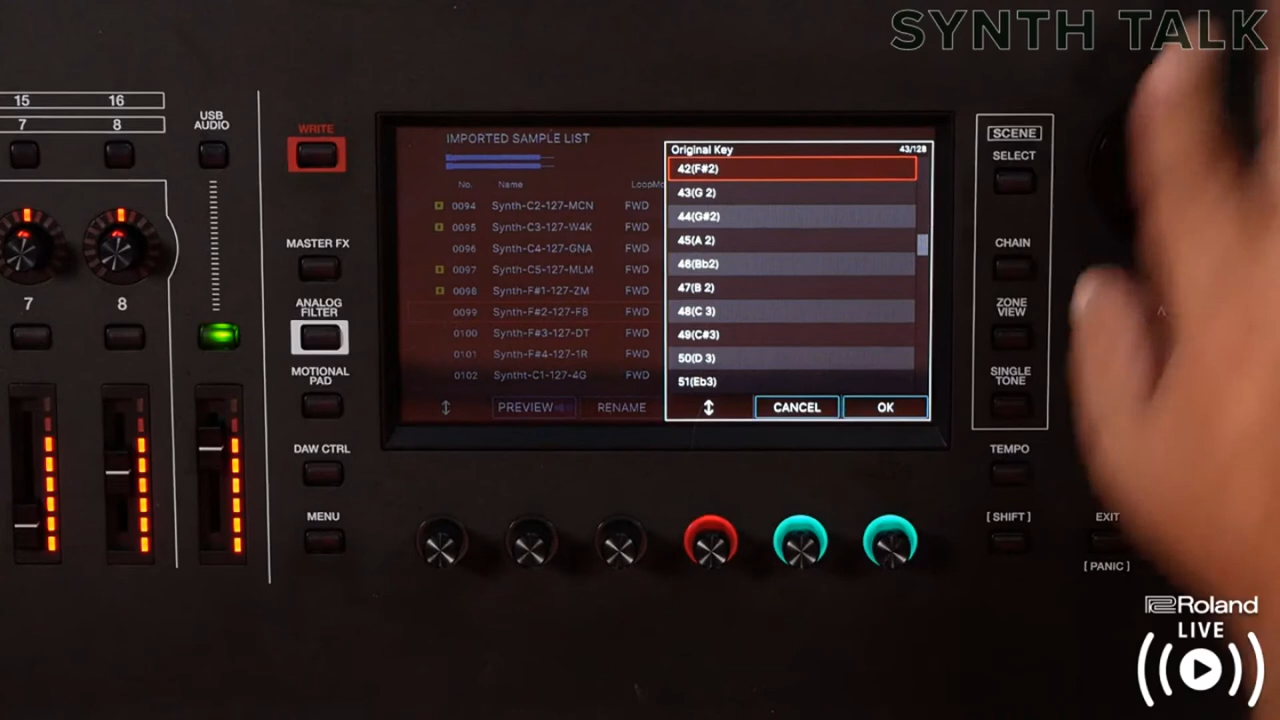 SYNTH TALK
15 16
7 8
USB
AUDIO
WRITE
MASTER FX
ANALOG
FILTER
MOTIONAL
PAD
DAW CTRL
MENU
7 8
IMPORTED SAMPLE LIST
No. Name LoopMo
0094 Synth-C2-127-MCN FWD
0095 Synth-C3-127-W4K FWD
0096 Synth-C4-127-GNA FWD
0097 Synth-C5-127-MLM FWD
0098 Synth-F#1-127-ZM FWD
0099 Synth-F#2-127-F8 FWD
0100 Synth-F#3-127-DT FWD
0101 Synth-F#4-127-1R FWD
0102 Syntht-C1-127-4G FWD
PREVIEW RENAME
Original Key 43/128
42(F#2)
43(G 2)
44(G#2)
45(A 2)
46(Bb2)
47(B 2)
48(C 3)
49(C#3)
50(D 3)
51(Eb3)
CANCEL OK
SCENE
SELECT
CHAIN
ZONE
VIEW
SINGLE
TONE
TEMPO
[ SHIFT ]
EXIT
[ PANIC ]
Roland
LIVE